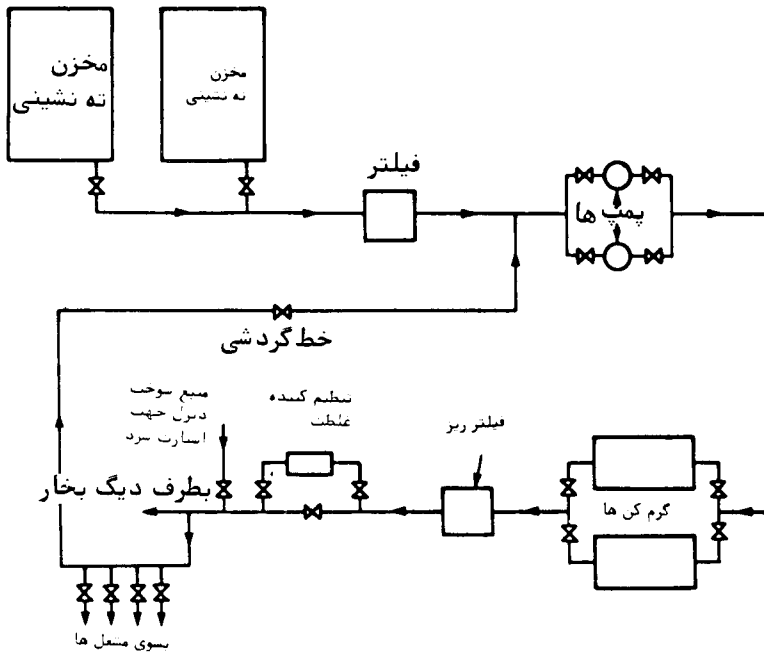 مخزن
ته نشینی
مخزن
ته نشینی
فیلتر
پمپ ها
خط گردشی
منبع سوخت
دیزل جهت
استارت سرد
تنظیم کننده
غلظت
فیلتر ریز
بطرف دیگ بخار
گرم کن ها
بسوی مشعل ها